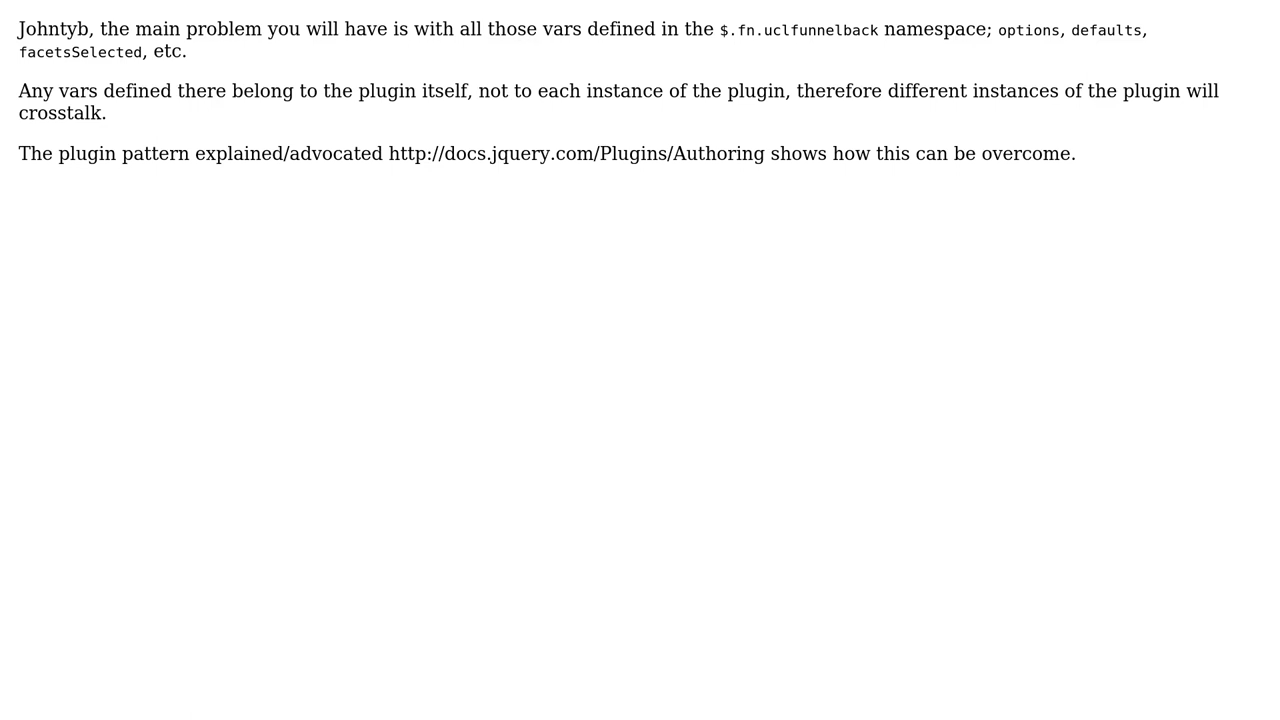 Johntyb, the main problem you will have is with all those vars defined in the $.fn.uclfunnelback namespace; options, defaults,
facetsSelected, etc.
Any vars defined there belong to the plugin itself, not to each instance of the plugin, therefore different instances of the plugin will
crosstalk.
The plugin pattern explained/advocated http://docs.jquery.com/Plugins/Authoring shows how this can be overcome.